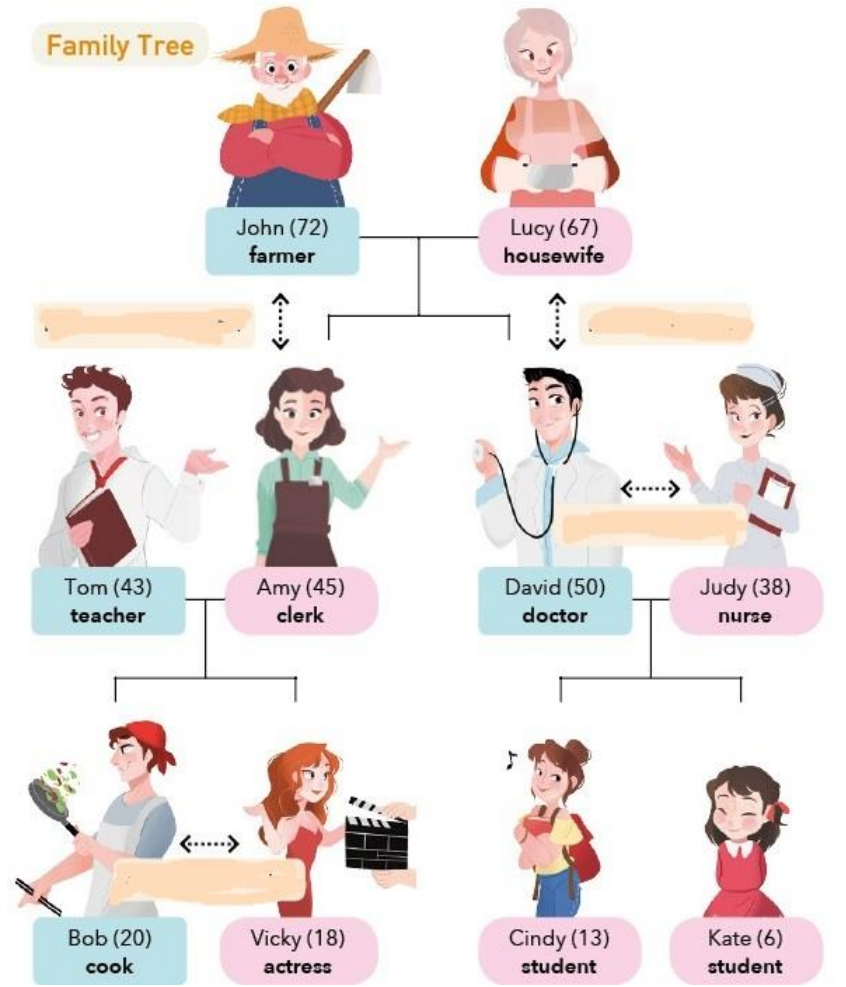 Family Tree
John (72)
farmer
Lucy (67)
housewife
Tom (43)
teacher
Amy (45)
clerk
David (50)
doctor
Judy (38)
nurse
Bob (20)
cook
Vicky (18)
actress
Cindy (13)
student
Kate (6)
student